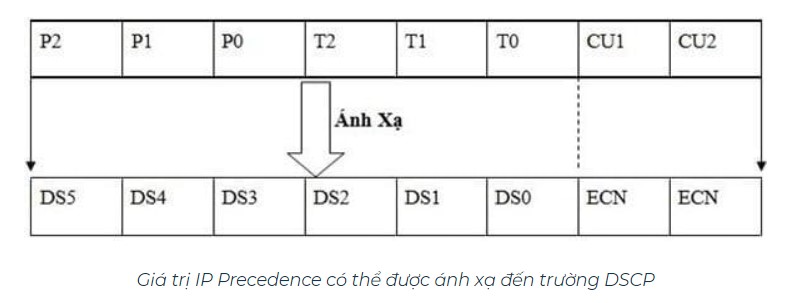 P2 P1 P0 T2 T1 T0 CU1 CU2
Ánh Xạ
DS5 DS4 DS3 DS2 DS1 DS0 ECN ECN
Giá trị IP Precedence có thể được ánh xạ đến trường DSCP